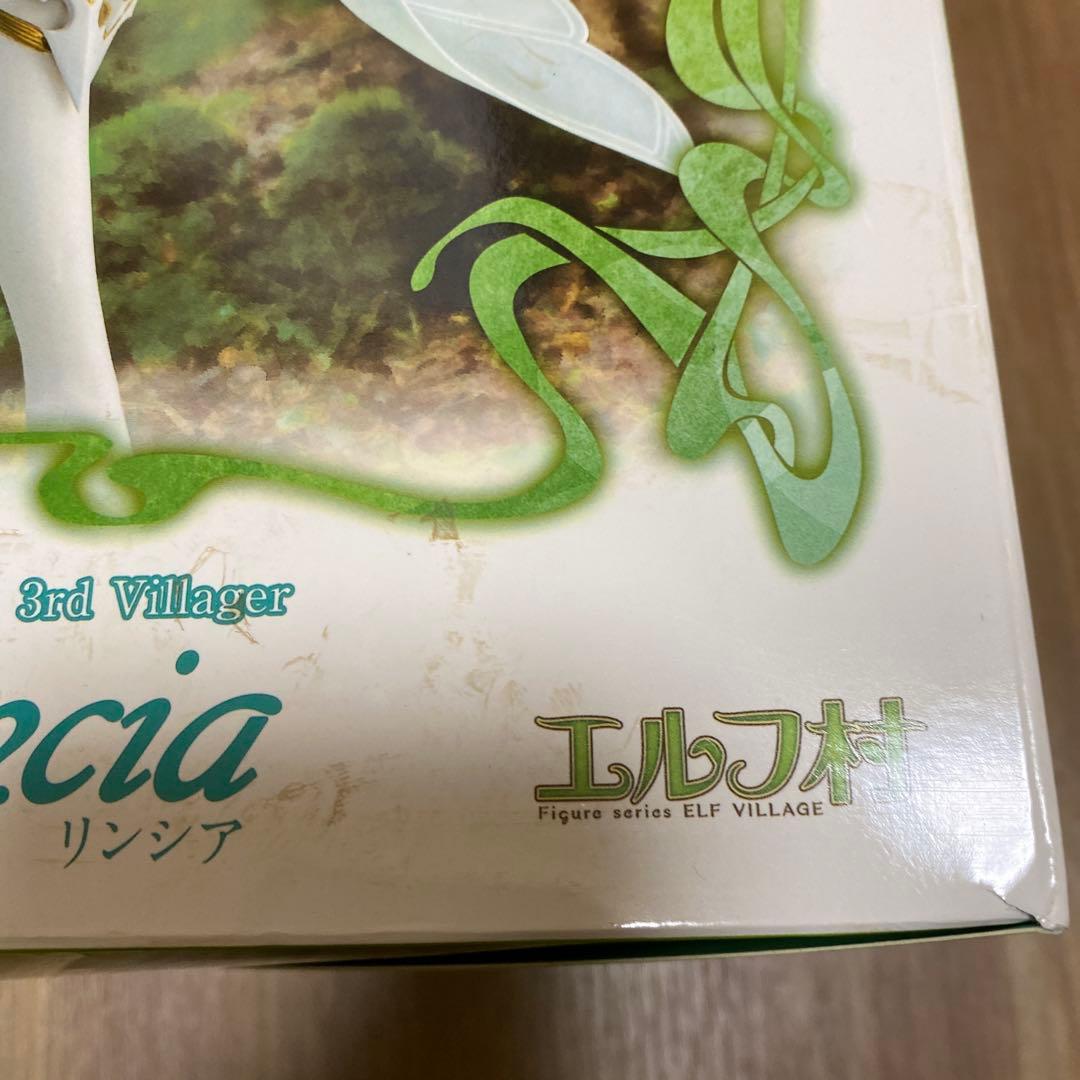 3rd Villager
ecia
リンシア
エルフ村
Figure series ELF VILLAGE